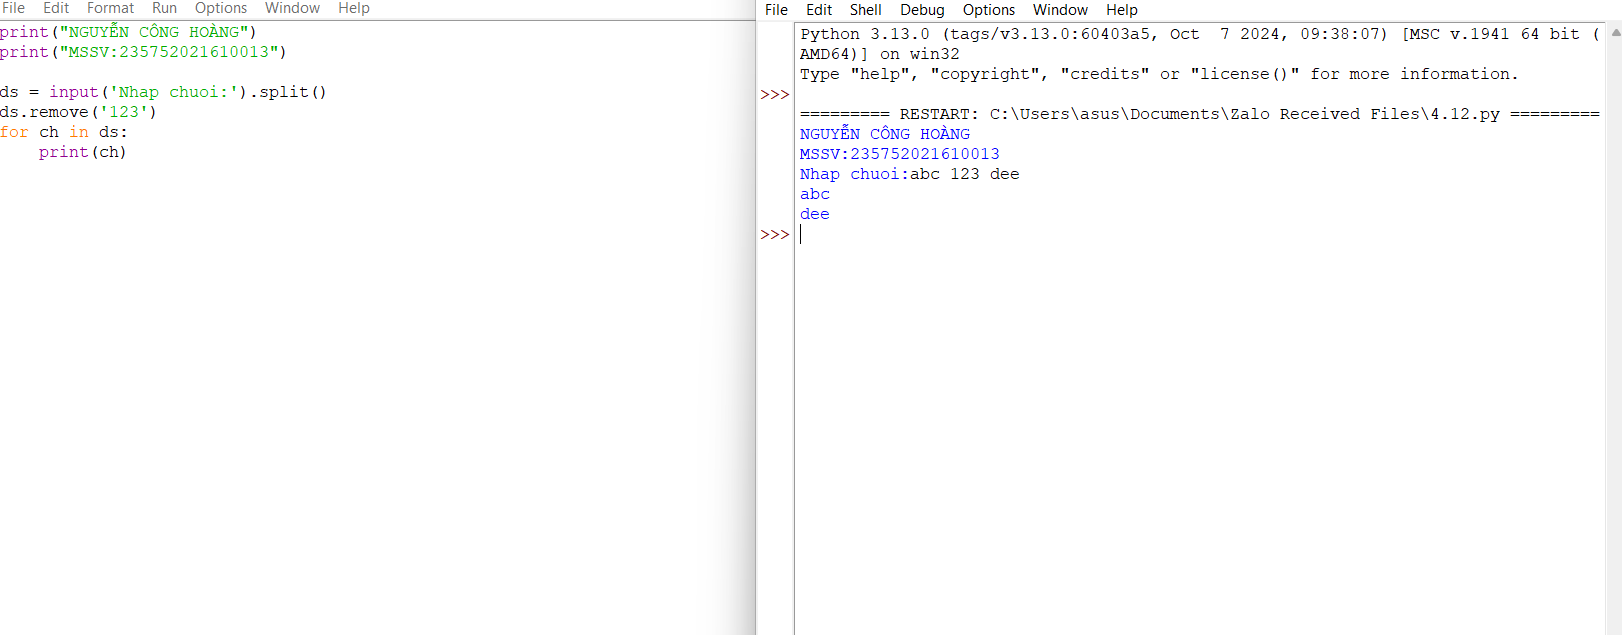 File Edit Format Run Options Window Help
print("NGUYỄN CÔNG HOÀNG")
print("MSSV:235752021610013")
ds = input('Nhap chuoi:').split()
ds.remove('123')
for ch in ds:
    print(ch)
File Edit Shell Debug Options Window Help
Python 3.13.0 (tags/v3.13.0:60403a5, Oct  7 2024, 09:38:07) [MSC v.1941 64 bit (
AMD64)] on win32
Type "help", "copyright", "credits" or "license()" for more information.
>>>
========= RESTART: C:\Users\asus\Documents\Zalo Received Files\4.12.py =========
NGUYỄN CÔNG HOÀNG
MSSV:235752021610013
Nhap chuoi:abc 123 dee
abc
dee
>>>